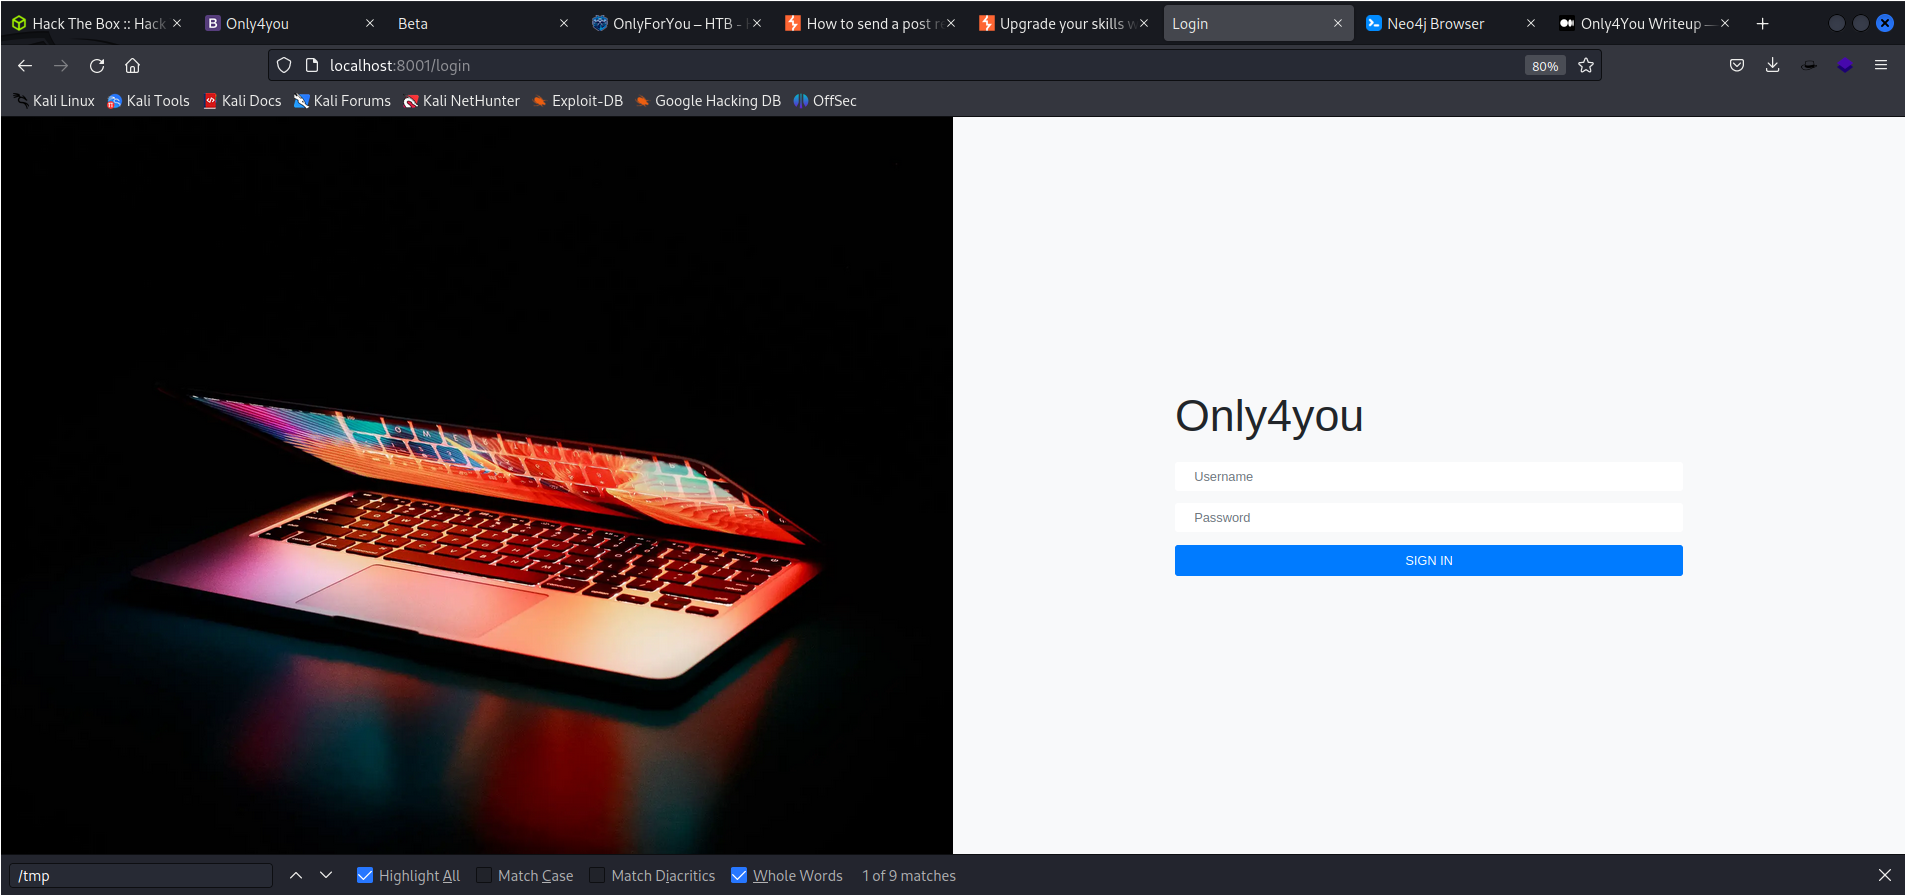 Hack The Box :: Hack
Only4you
Beta
OnlyForYou – HTB -
How to send a post re
Upgrade your skills w
Login
Neo4j Browser
Only4You Writeup —
localhost:8001/login
80%
Kali Linux
Kali Tools
Kali Docs
Kali Forums
Kali NetHunter
Exploit-DB
Google Hacking DB
OffSec
Only4you
Username
Password
SIGN IN
/tmp
Highlight All
Match Case
Match Diacritics
Whole Words
1 of 9 matches